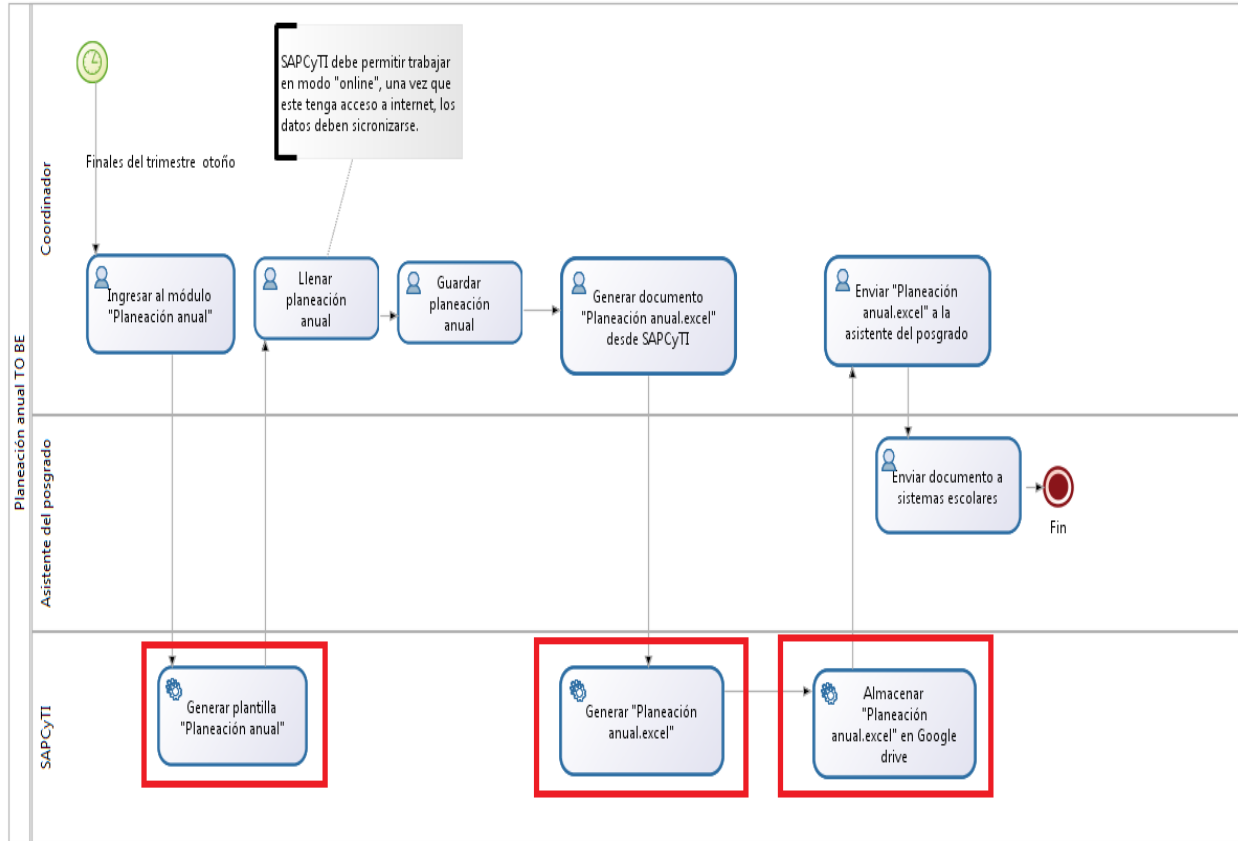 Planeación anual TO BE
Coordinador
Finales del trimestre otoño
SAPCyTI debe permitir trabajar
en modo "online", una vez que
este tenga acceso a internet, los
datos deben sicronizarse.
Ingresar al módulo
"Planeación anual"
Llenar
planeación
anual
Guardar
planeación
anual
Generar documento
"Planeación anual.excel"
desde SAPCyTI
Enviar "Planeación
anual.excel" a la
asistente del posgrado
Asistente del posgrado
Enviar documento a
sistemas escolares
Fin
SAPCyTI
Generar plantilla
"Planeación anual"
Generar "Planeación
anual.excel"
Almacenar
"Planeación
anual.excel" en Google
drive